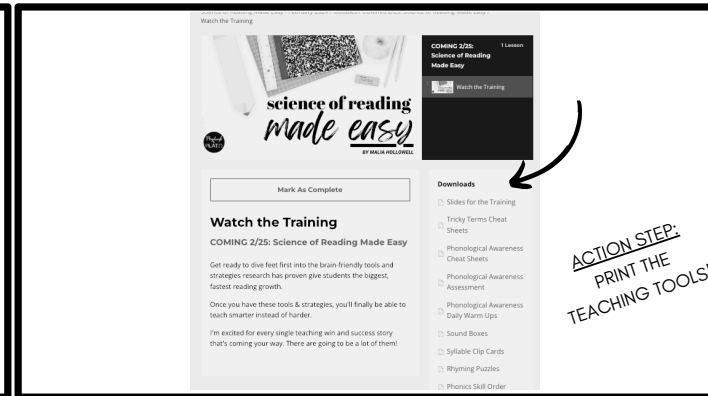 Watch the Training
science of reading
made easy
BY MALIA HOLLOWELL
COMING 2/25:
Science of Reading
Made Easy
1 Lesson
Watch the Training
Mark As Complete
Watch the Training
COMING 2/25: Science of Reading Made Easy
Get ready to dive feet first into the brain-friendly tools and
strategies research has proven give students the biggest,
fastest reading growth.
Once you have these tools & strategies, you'll finally be able to
teach smarter instead of harder.
I'm excited for every single teaching win and success story
that's coming your way. There are going to be a lot of them!
Downloads
Slides for the Training
Tricky Terms Cheat
Sheets
Phonological Awareness
Cheat Sheets
Phonological Awareness
Assessment
Phonological Awareness
Daily Warm Ups
Sound Boxes
Syllable Clip Cards
Rhyming Puzzles
Phonics Skill Order
ACTION STEP:
PRINT THE
TEACHING TOOLS!